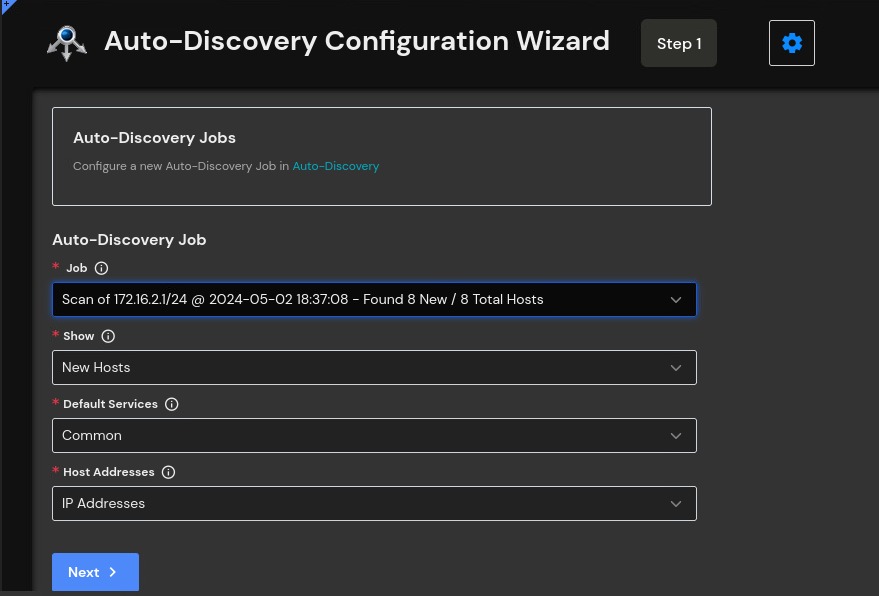 Auto-Discovery Configuration Wizard
Step 1
Auto-Discovery Jobs
Configure a new Auto-Discovery Job in Auto-Discovery
Auto-Discovery Job
* Job
Scan of 172.16.2.1/24 @ 2024-05-02 18:37:08 - Found 8 New / 8 Total Hosts
* Show
New Hosts
* Default Services
Common
* Host Addresses
IP Addresses
Next